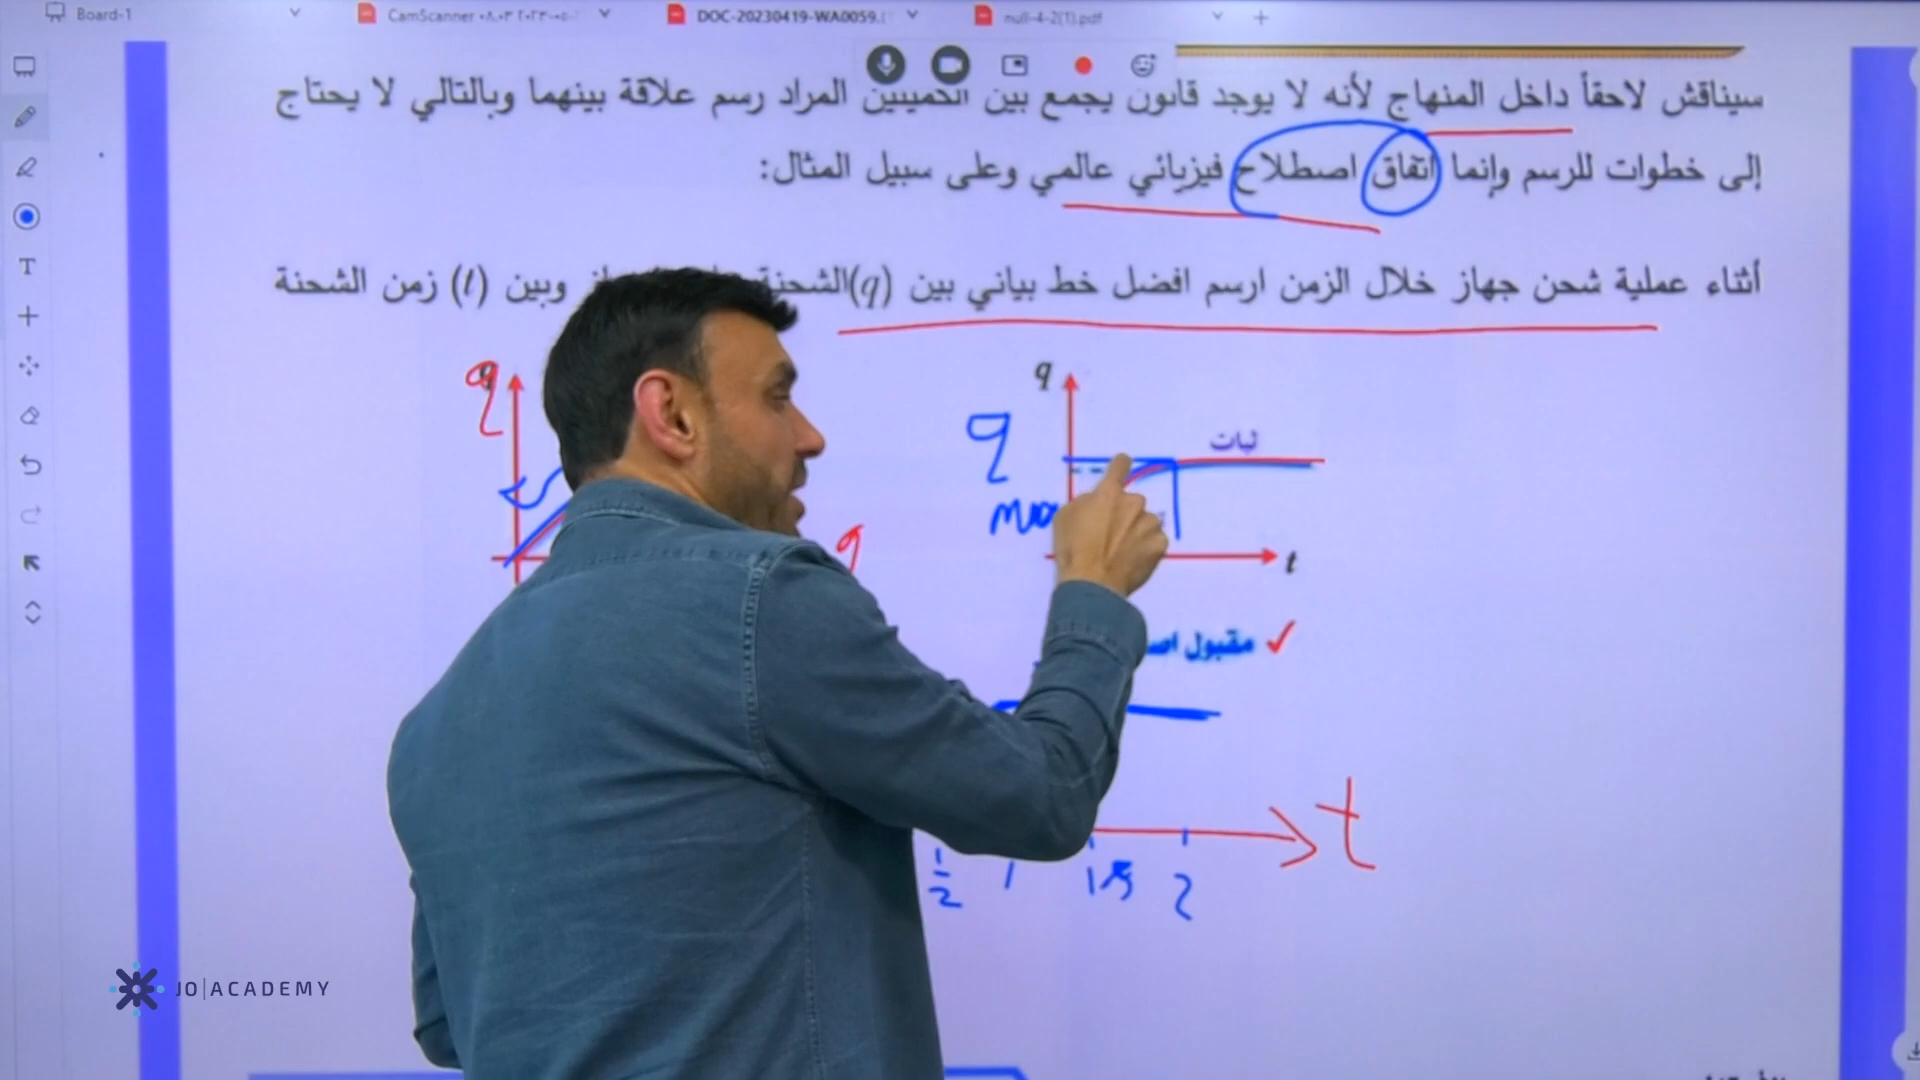 Board-1
CamScanner
DOC-20230419-WA0059.
null-4-2(1).pdf
سيناقش لاحقاً داخل المنهاج لأنه لا يوجد قانون يجمع بين الكميتين المراد رسم علاقة بينهما وبالتالي لا يحتاج
إلى خطوات للرسم وإنما اتفاق اصطلاح فيزيائي عالمي وعلى سبيل المثال:
أثناء عملية شحن جهاز خلال الزمن ارسم افضل خط بياني بين (q)الشحنة وبين (t) زمن الشحنة
q
q
q
ثبات
q
t
مقبول
t
1/2 1 2
JO|ACADEMY
T